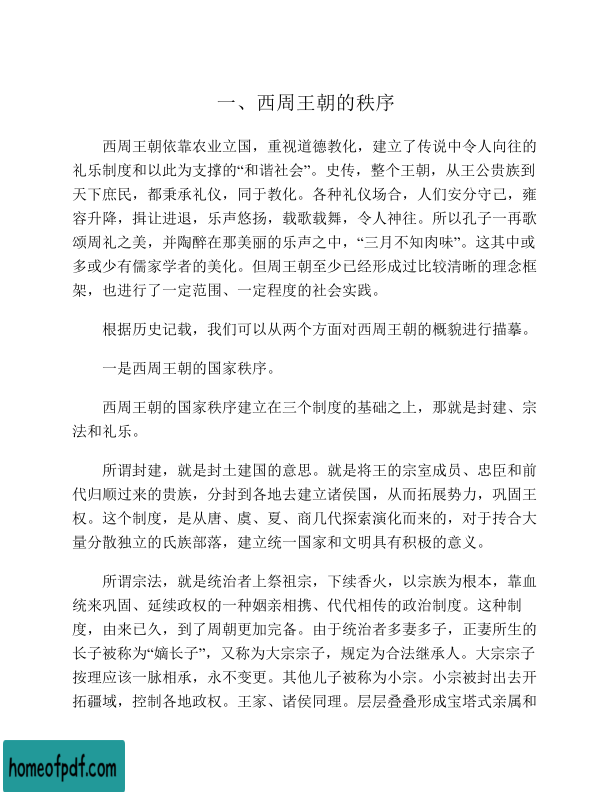 一、西周王朝的秩序
西周王朝依靠农业立国，重视道德教化，建立了传说中令人向往的
礼乐制度和以此为支撑的“和谐社会”。史传，整个王朝，从王公贵族到
天下庶民，都秉承礼仪，同于教化。各种礼仪场合，人们安分守己，雍
容升降，揖让进退，乐声悠扬，载歌载舞，令人神往。所以孔子一再歌
颂周礼之美，并陶醉在那美丽的乐声之中，“三月不知肉味”。这其中或
多或少有儒家学者的美化。但周王朝至少已经形成过比较清晰的理念框
架，也进行了一定范围、一定程度的社会实践。
根据历史记载，我们可以从两个方面对西周王朝的概貌进行描摹。
一是西周王朝的国家秩序。
西周王朝的国家秩序建立在三个制度的基础之上，那就是封建、宗
法和礼乐。
所谓封建，就是封土建国的意思。就是将王的宗室成员、忠臣和前
代归顺过来的贵族，分封到各地去建立诸侯国，从而拓展势力，巩固王
权。这个制度，是从唐、虞、夏、商几代探索演化而来的，对于抟合大
量分散独立的氏族部落，建立统一国家和文明具有积极的意义。
所谓宗法，就是统治者上祭祖宗，下续香火，以宗族为根本，靠血
统来巩固、延续政权的一种姻亲相携、代代相传的政治制度。这种制
度，由来已久，到了周朝更加完备。由于统治者多妻多子，正妻所生的
长子被称为“嫡长子”，又称为大宗宗子，规定为合法继承人。大宗宗子
按理应该一脉相承，永不变更。其他儿子被称为小宗。小宗被封出去开
拓疆域，控制各地政权。王家、诸侯同理。层层叠叠形成宝塔式亲属和
homeofpdf.com